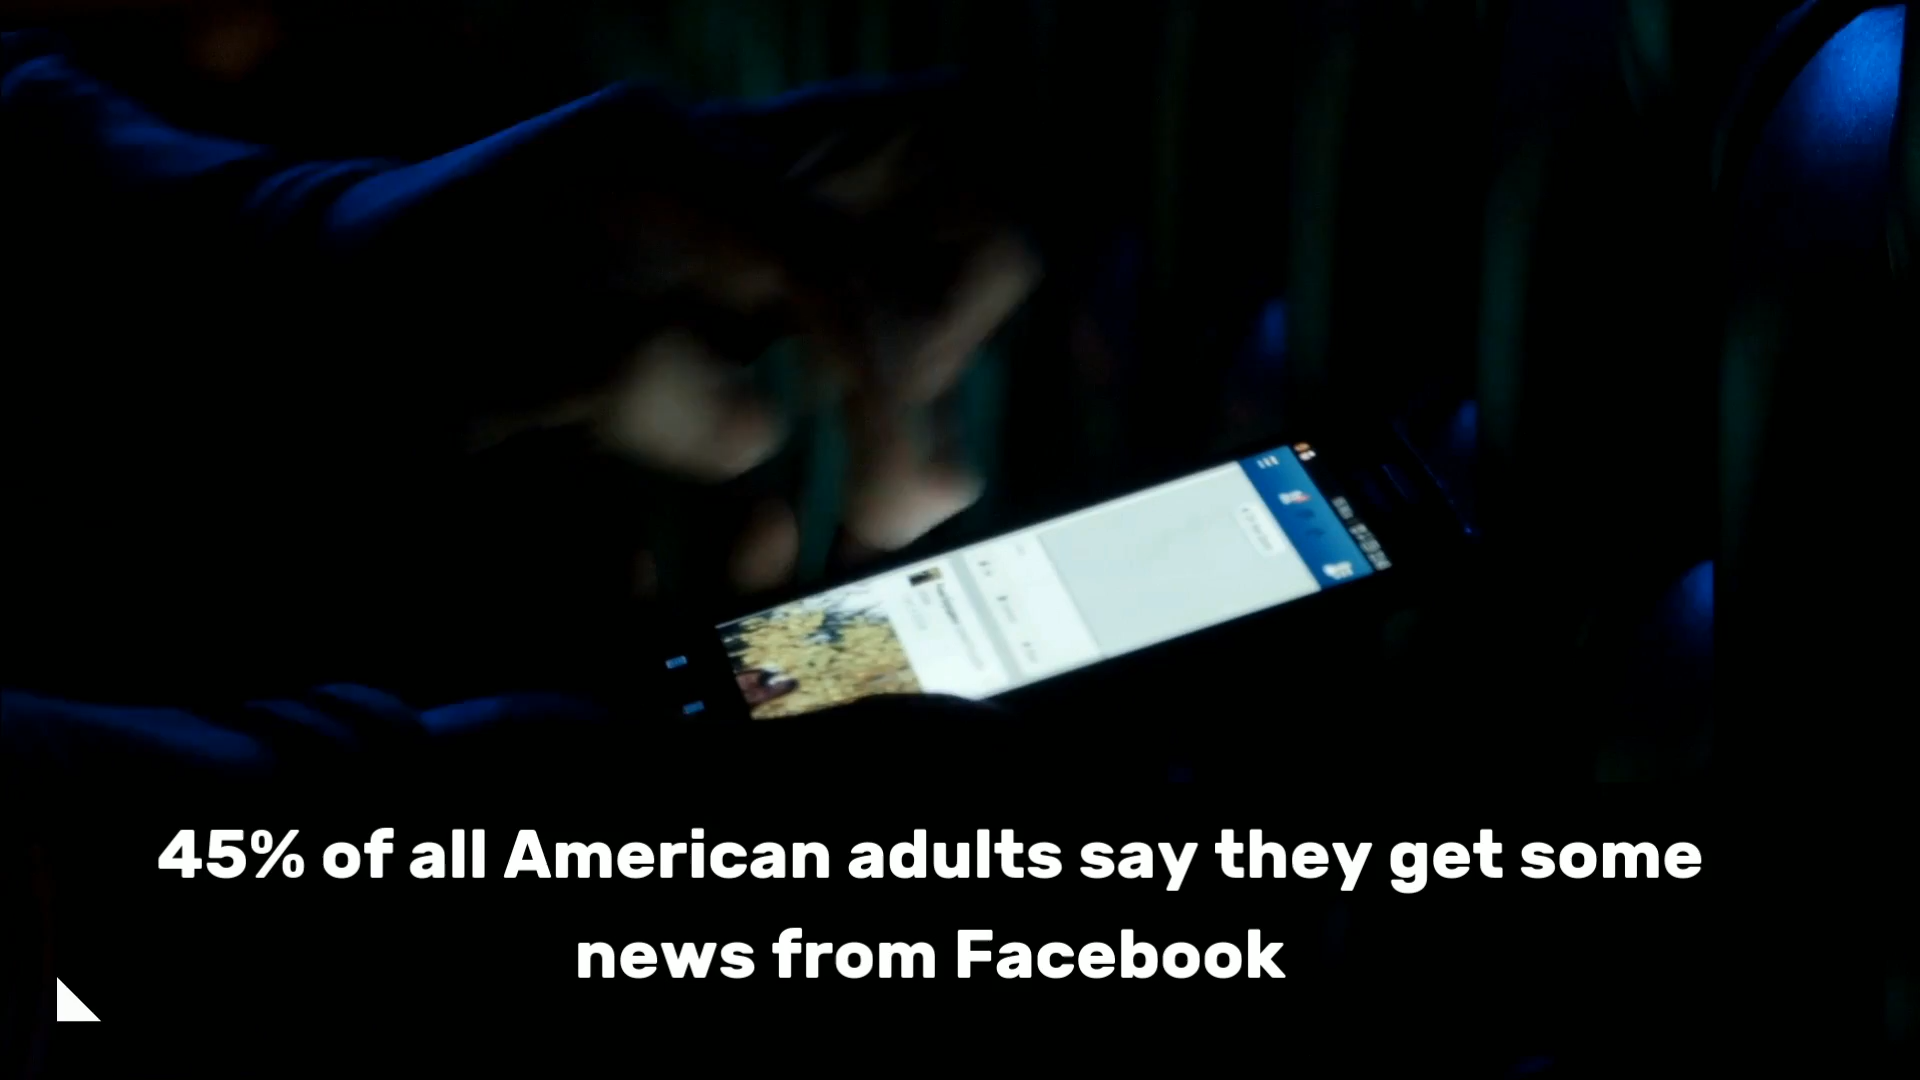 45% of all American adults say they get some
news from Facebook